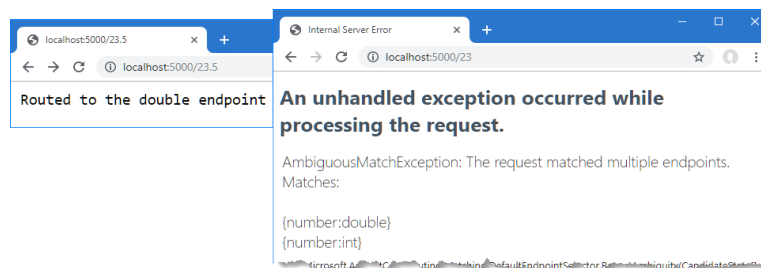 localhost:5000/23.5
localhost:5000/23.5
Routed to the double endpoint
Internal Server Error
localhost:5000/23
An unhandled exception occurred while
processing the request.
AmbiguousMatchException: The request matched multiple endpoints.
Matches:
{number:double}
{number:int}